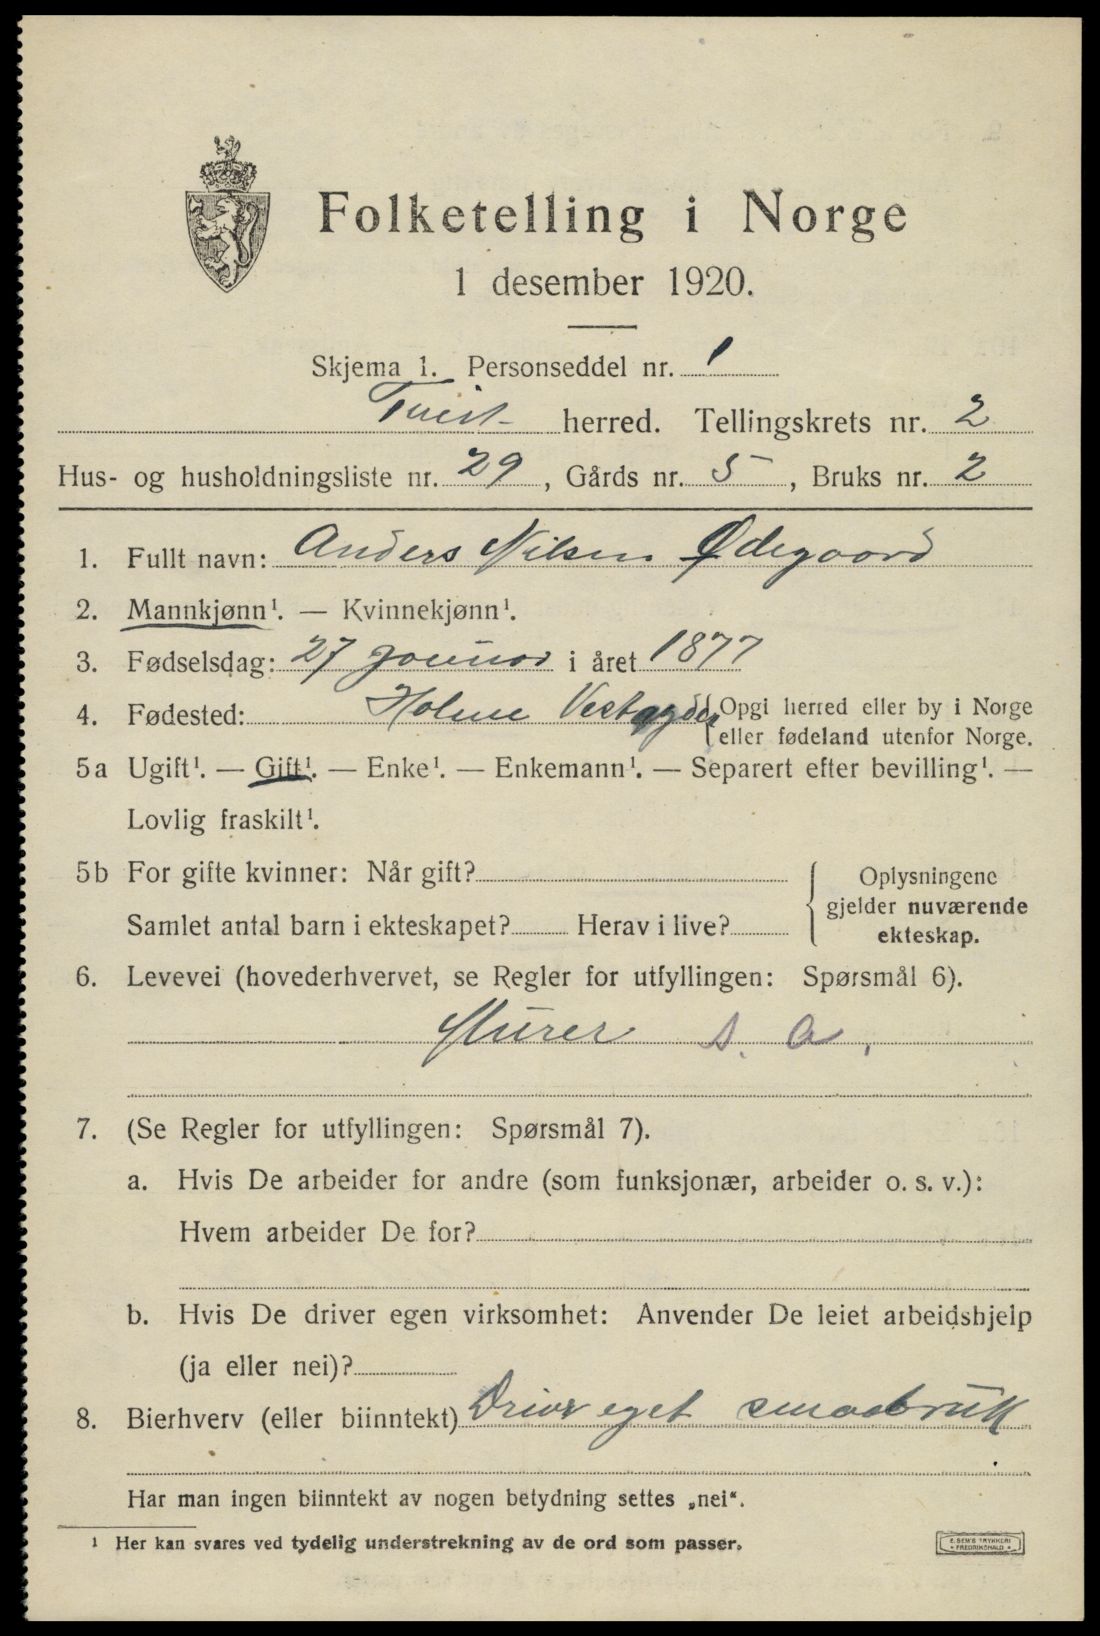 Folketelling i Norge
1 desember 1920.
Skjema 1. Personseddel nr. 1
Tveit herred. Tellingskrets nr. 2
Hus- og husholdningsliste nr. 29, Gårds nr. 5, Bruks nr. 2
1. Fullt navn: Anders Nilsen Ødegaard
2. Mannkjønn¹. — Kvinnekjønn¹.
3. Fødselsdag: 27 januar i året 1877
4. Fødested: Holme Vestagder { Opgi herred eller by i Norge
eller fødeland utenfor Norge.
5a Ugift¹. — Gift¹. — Enke¹. — Enkemann¹. — Separert efter bevilling¹. —
Lovlig fraskilt¹.
5b For gifte kvinner: Når gift?
Samlet antal barn i ekteskapet? Herav i live?
{ Oplysningene
gjelder nuværende
ekteskap.
6. Levevei (hovederhvervet, se Regler for utfyllingen: Spørsmål 6).
Murer s. a.
7. (Se Regler for utfyllingen: Spørsmål 7).
a. Hvis De arbeider for andre (som funksjonær, arbeider o. s. v.):
Hvem arbeider De for?
b. Hvis De driver egen virksomhet: Anvender De leiet arbeidshjelp
(ja eller nei)?
8. Bierhverv (eller biinntekt) Driver eget smaabruk
Har man ingen biinntekt av nogen betydning settes „nei“.
¹ Her kan svares ved tydelig understrekning av de ord som passer.
E. SEM'S TRYKKERI
FREDRIKSHALD